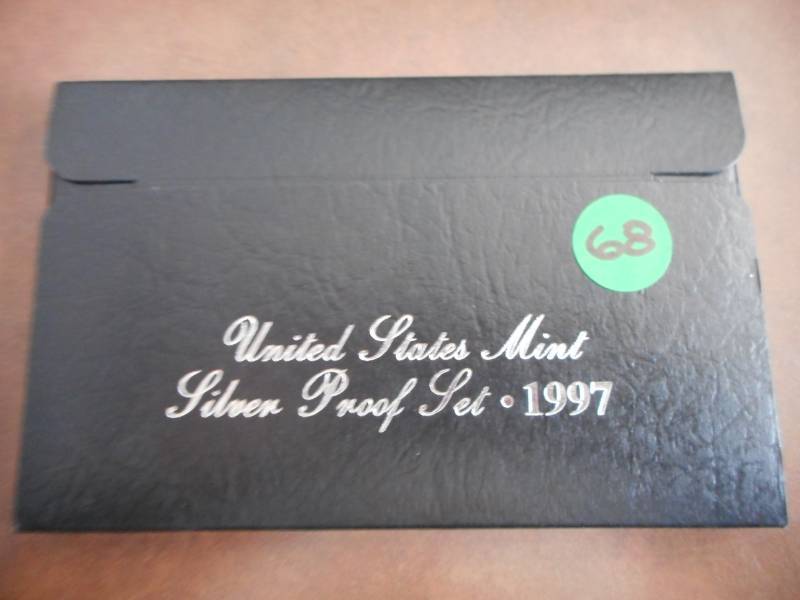 68
United States Mint
Silver Proof Set • 1997